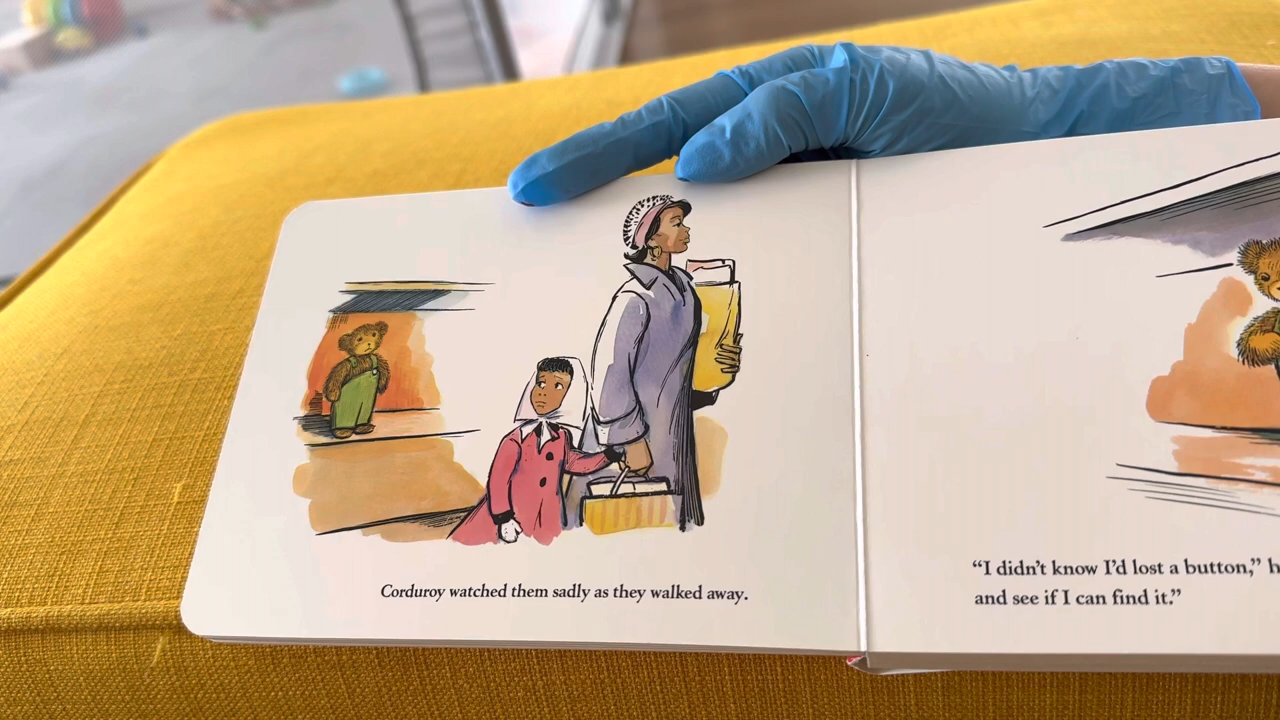 Corduroy watched them sadly as they walked away.
“I didn’t know I’d lost a button,”
and see if I can find it.”